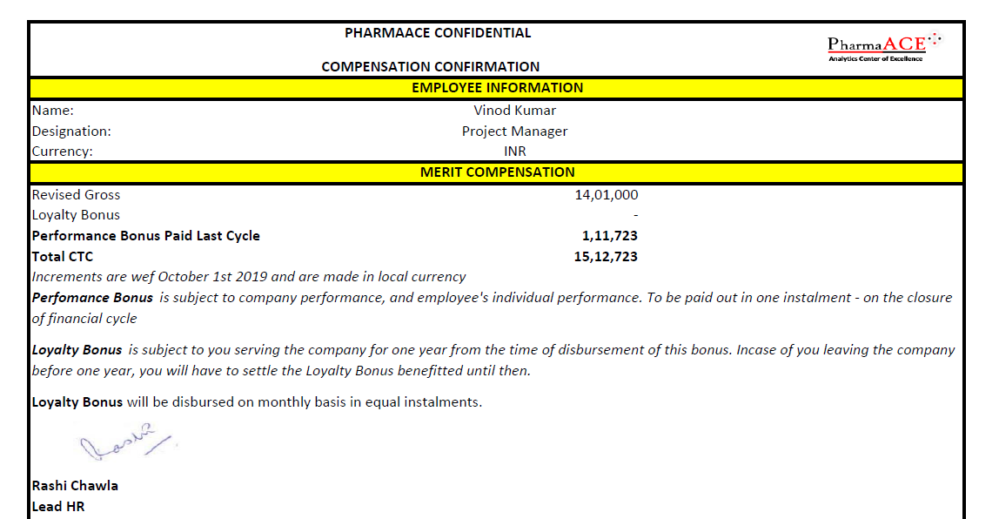 PHARMAACE CONFIDENTIAL
PharmaACE
Analytics Center of Excellence
COMPENSATION CONFIRMATION
EMPLOYEE INFORMATION
Name: Vinod Kumar
Designation: Project Manager
Currency: INR
MERIT COMPENSATION
Revised Gross 14,01,000
Loyalty Bonus -
Performance Bonus Paid Last Cycle 1,11,723
Total CTC 15,12,723
Increments are wef October 1st 2019 and are made in local currency
Perfomance Bonus is subject to company performance, and employee's individual performance. To be paid out in one instalment - on the closure
of financial cycle
Loyalty Bonus is subject to you serving the company for one year from the time of disbursement of this bonus. Incase of you leaving the company
before one year, you will have to settle the Loyalty Bonus benefitted until then.
Loyalty Bonus will be disbursed on monthly basis in equal instalments.
Rasha
Rashi Chawla
Lead HR